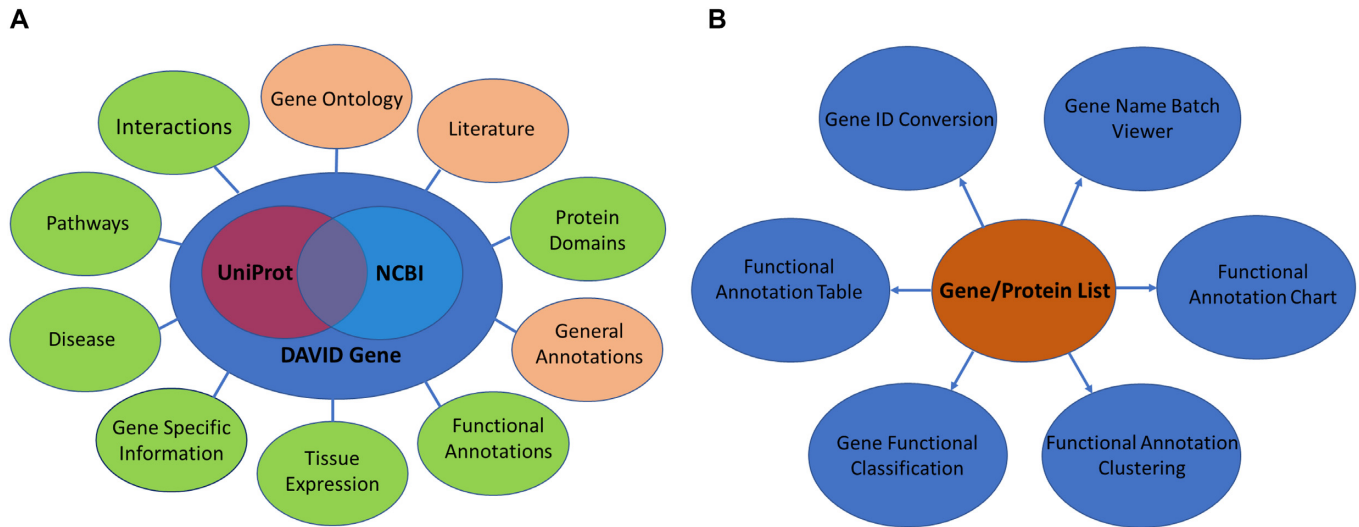 A
Gene Ontology
Interactions
Literature
Pathways
Protein
Domains
UniProt
NCBI
Disease
DAVID Gene
General
Annotations
Gene Specific
Information
Tissue
Expression
Functional
Annotations
B
Gene ID Conversion
Gene Name Batch
Viewer
Functional
Annotation Table
Gene/Protein List
Functional
Annotation Chart
Gene Functional
Classification
Functional Annotation
Clustering